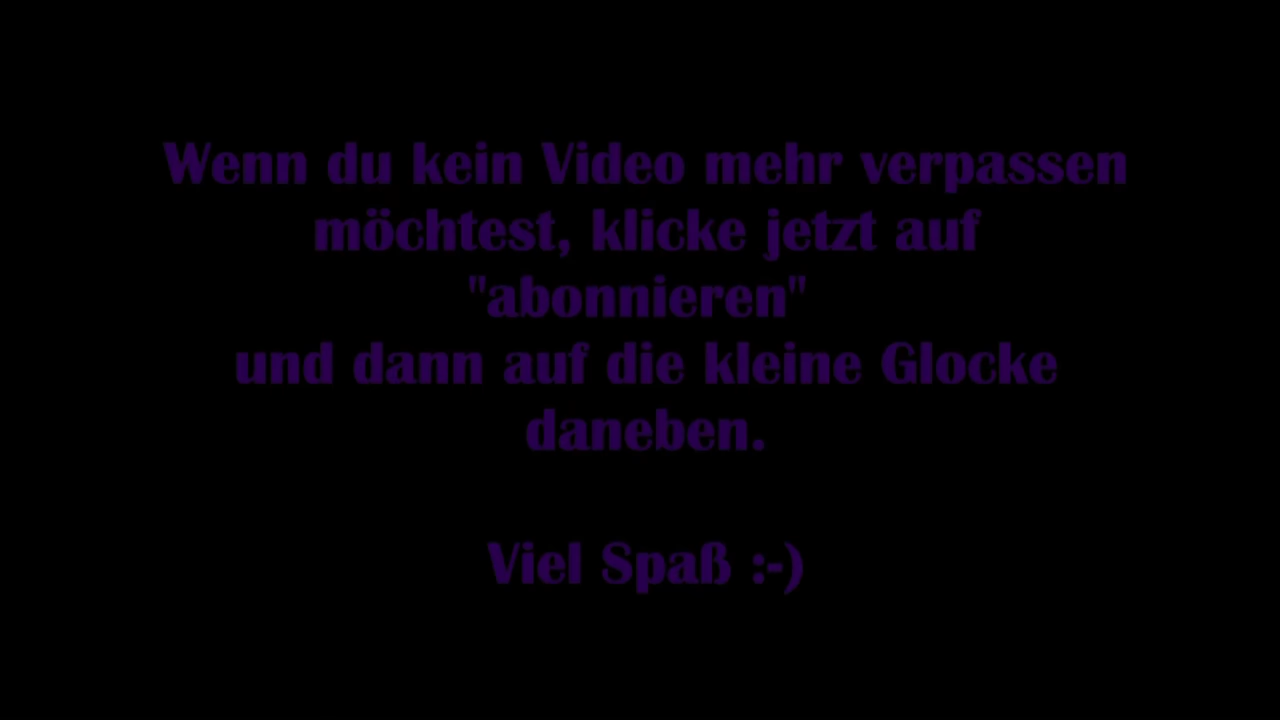 Wenn du kein Video mehr verpassen
möchtest, klicke jetzt auf
"abonnieren"
und dann auf die kleine Glocke
daneben.
Viel Spaß :-)